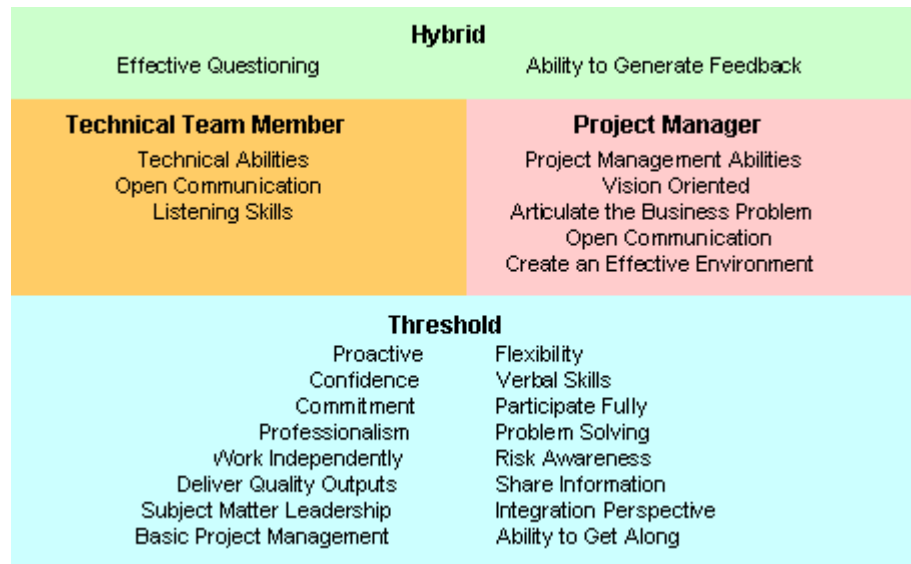 Hybrid
Effective Questioning
Ability to Generate Feedback
Technical Team Member
Technical Abilities
Open Communication
Listening Skills
Project Manager
Project Management Abilities
Vision Oriented
Articulate the Business Problem
Open Communication
Create an Effective Environment
Threshold
Proactive
Confidence
Commitment
Professionalism
Work Independently
Deliver Quality Outputs
Subject Matter Leadership
Basic Project Management
Flexibility
Verbal Skills
Participate Fully
Problem Solving
Risk Awareness
Share Information
Integration Perspective
Ability to Get Along